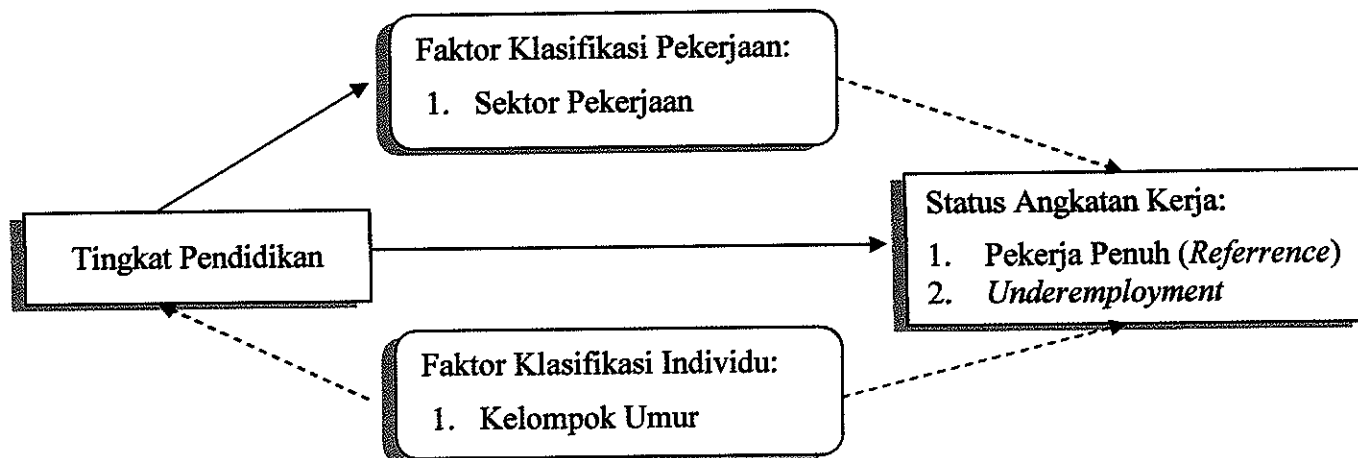 Faktor Klasifikasi Pekerjaan:
1. Sektor Pekerjaan
Tingkat Pendidikan
Status Angkatan Kerja:
1. Pekerja Penuh (Referrence)
2. Underemployment
Faktor Klasifikasi Individu:
1. Kelompok Umur